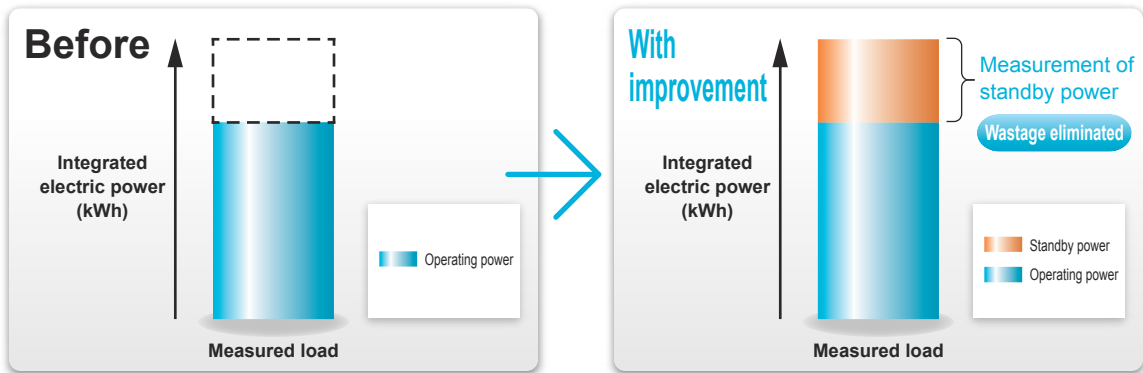 Before
Integrated
electric power
(kWh)
Operating power
Measured load
With
improvement
Measurement of
standby power
Wastage eliminated
Integrated
electric power
(kWh)
Standby power
Operating power
Measured load